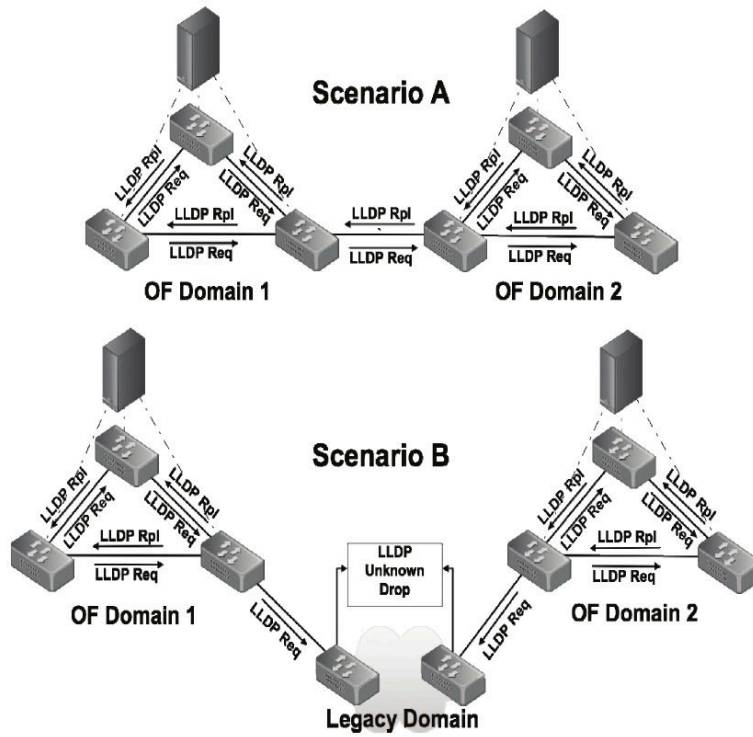 Scenario A
LLDP Rpl
LLDP Req
LLDP Rpl
LLDP Req
LLDP Rpl
LLDP Req
LLDP Rpl
LLDP Req
LLDP Rpl
LLDP Req
LLDP Rpl
LLDP Req
LLDP Rpl
LLDP Req
OF Domain 1
OF Domain 2
Scenario B
LLDP Rpl
LLDP Req
LLDP Rpl
LLDP Req
LLDP Rpl
LLDP Req
LLDP Rpl
LLDP Req
LLDP Rpl
LLDP Req
LLDP Rpl
LLDP Req
OF Domain 1
OF Domain 2
LLDP
Unknown
Drop
LLDP Req
LLDP Req
Legacy Domain